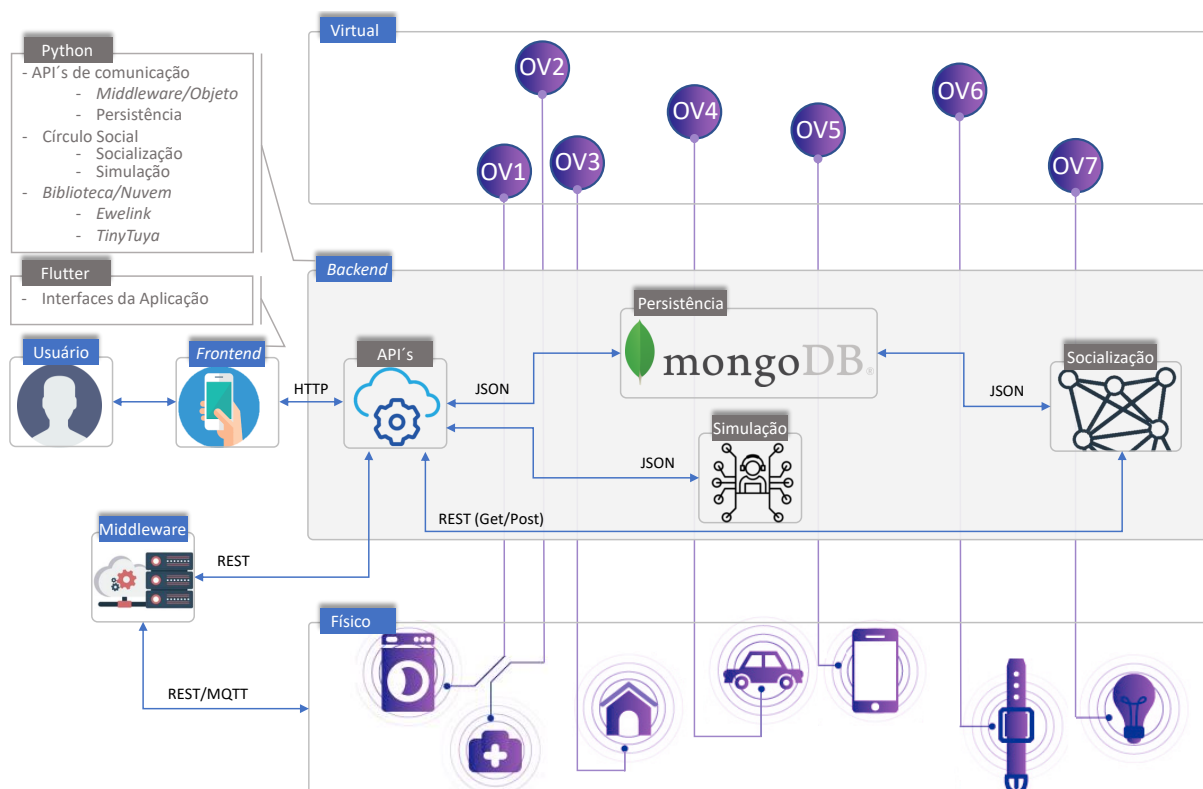 Virtual
Python
- API´s de comunicação
- Middleware/Objeto
- Persistência
- Círculo Social
- Socialização
- Simulação
- Biblioteca/Nuvem
- Ewelink
- TinyTuya
OV1
OV2
OV3
OV4
OV5
OV6
OV7
Flutter
- Interfaces da Aplicação
Backend
Persistência
mongoDB®
Usuário
Frontend
HTTP
API´s
JSON
JSON
Socialização
Simulação
JSON
REST (Get/Post)
Middleware
REST
REST/MQTT
Físico